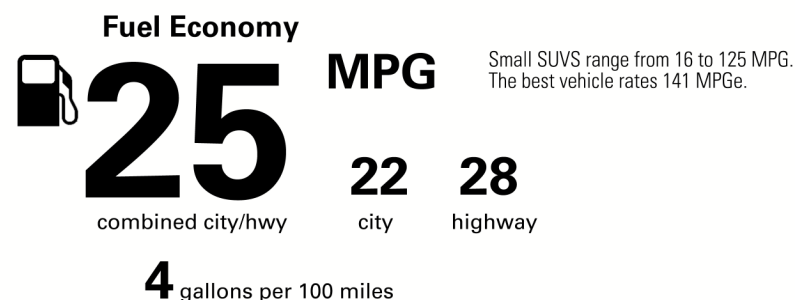 Fuel Economy
25 MPG
Small SUVS range from 16 to 125 MPG.
The best vehicle rates 141 MPGe.
22 28
combined city/hwy city highway
4 gallons per 100 miles